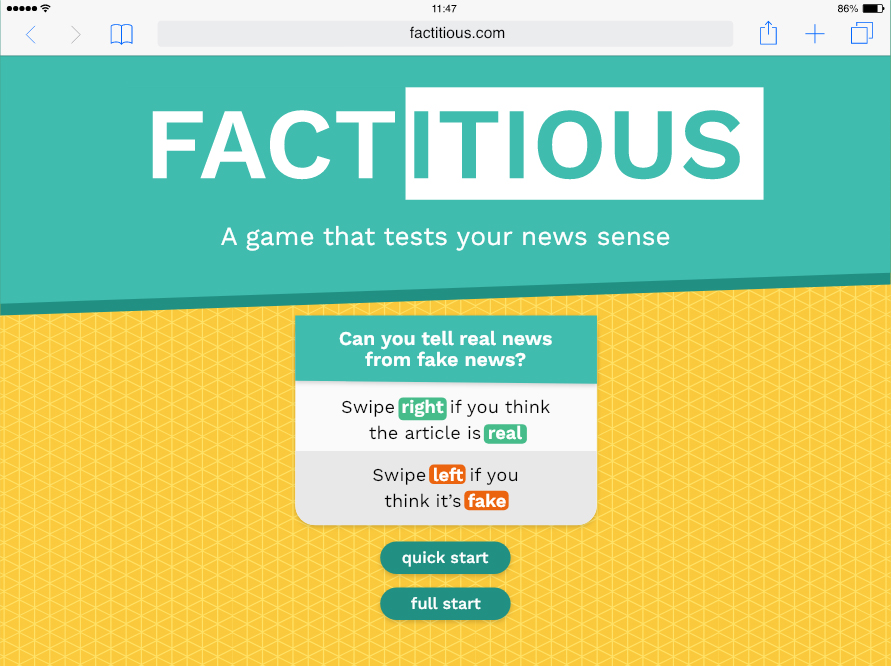 11:47
86%
factitious.com
FACTITIOUS
A game that tests your news sense
Can you tell real news
from fake news?
Swipe right if you think
the article is real
Swipe left if you
think it’s fake
quick start
full start